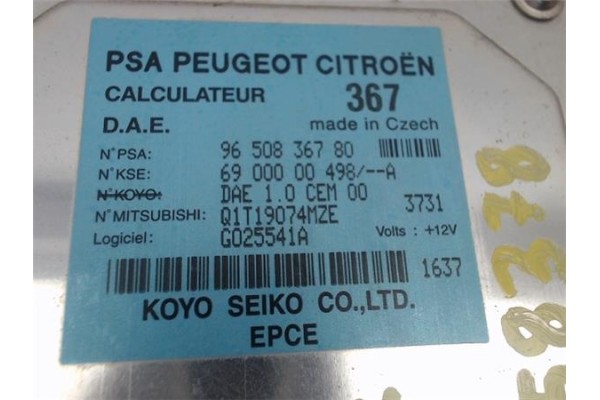 PSA PEUGEOT CITROËN
CALCULATEUR 367
D.A.E. made in Czech
N°PSA: 96 508 367 80
N°KSE: 69 000 00 498/--A
N°KOYO: DAE 1.0 CEM 00
N°MITSUBISHI: Q1T19074MZE 3731
Logiciel: G025541A Volts : +12V
1637
KOYO SEIKO CO.,LTD.
EPCE